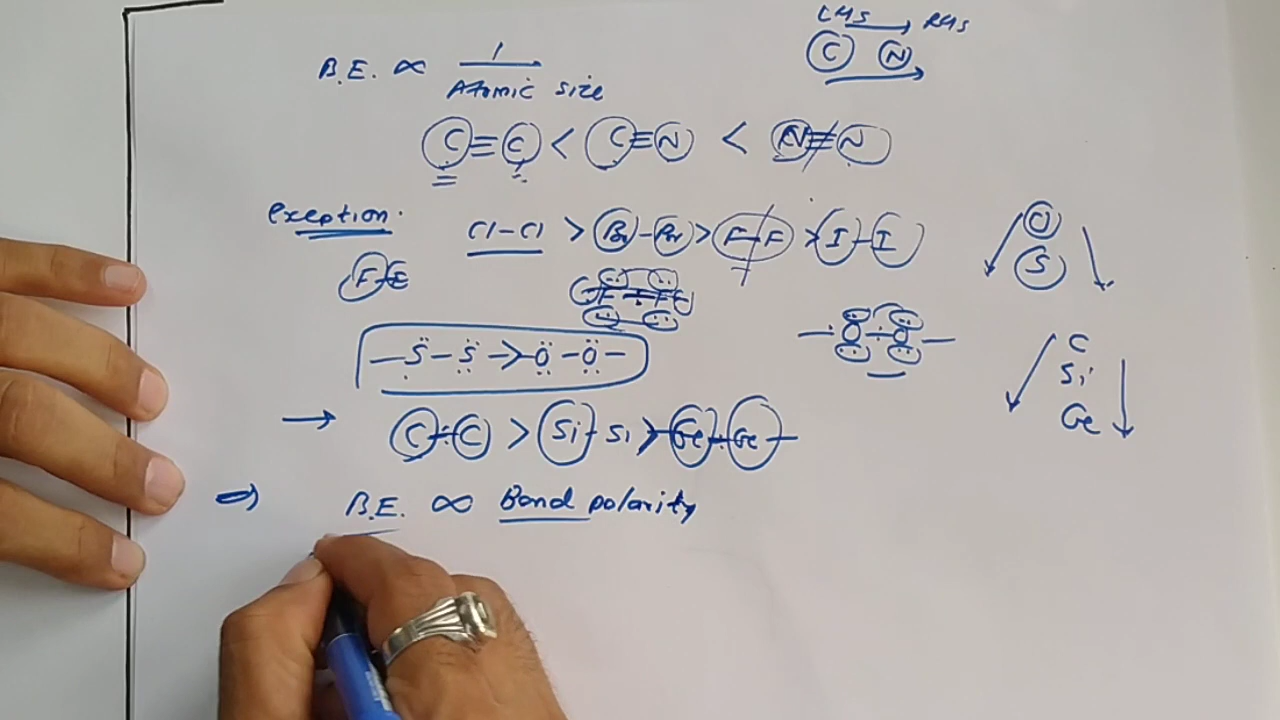 LHS → RHS
C N
B.E. ∝ 1 / Atomic size
C≡C < C≡N < N≡N
Exception. Cl-Cl > Br-Br > F-F > I-I
O
S
F-F
F-F
-S-S- > -O-O-
-O-O-
C
Si
Ge
→ C-C > Si-Si > Ge-Ge-
⇒ B.E. ∝ Bond polarity